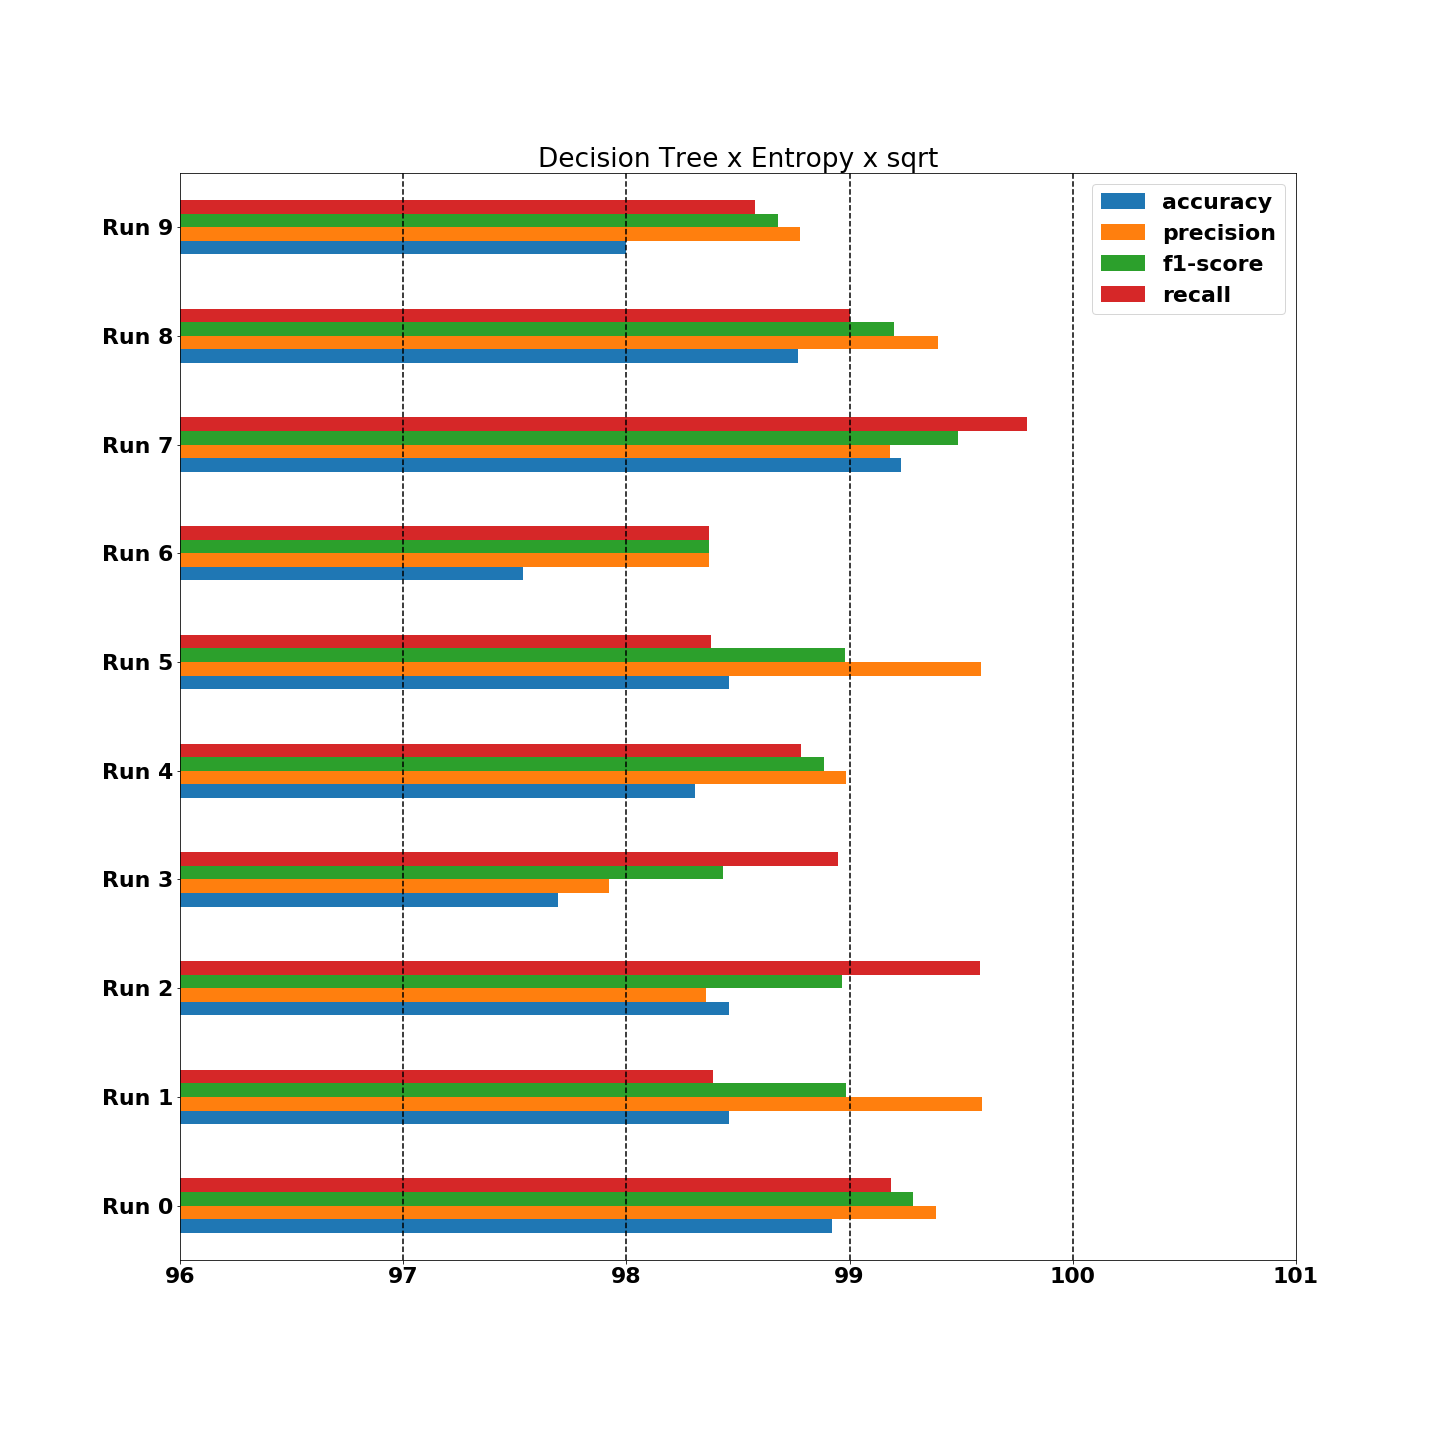 Decision Tree x Entropy x sqrt
accuracy
precision
f1-score
recall
Run 9
Run 8
Run 7
Run 6
Run 5
Run 4
Run 3
Run 2
Run 1
Run 0
96 97 98 99 100 101